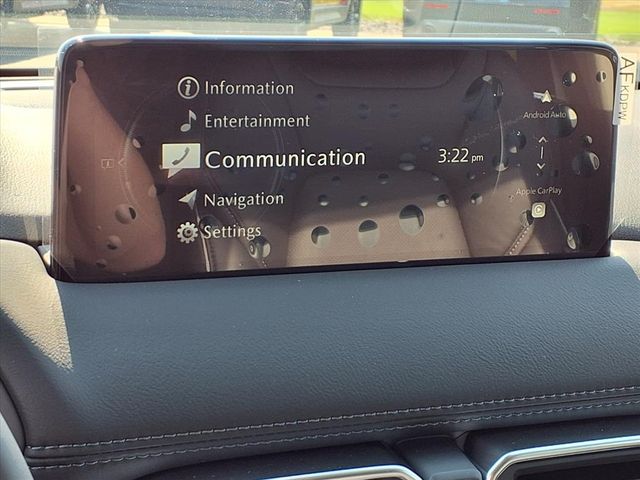 Information
Entertainment
Communication
3:22 pm
Navigation
Settings
Android Auto
Apple CarPlay